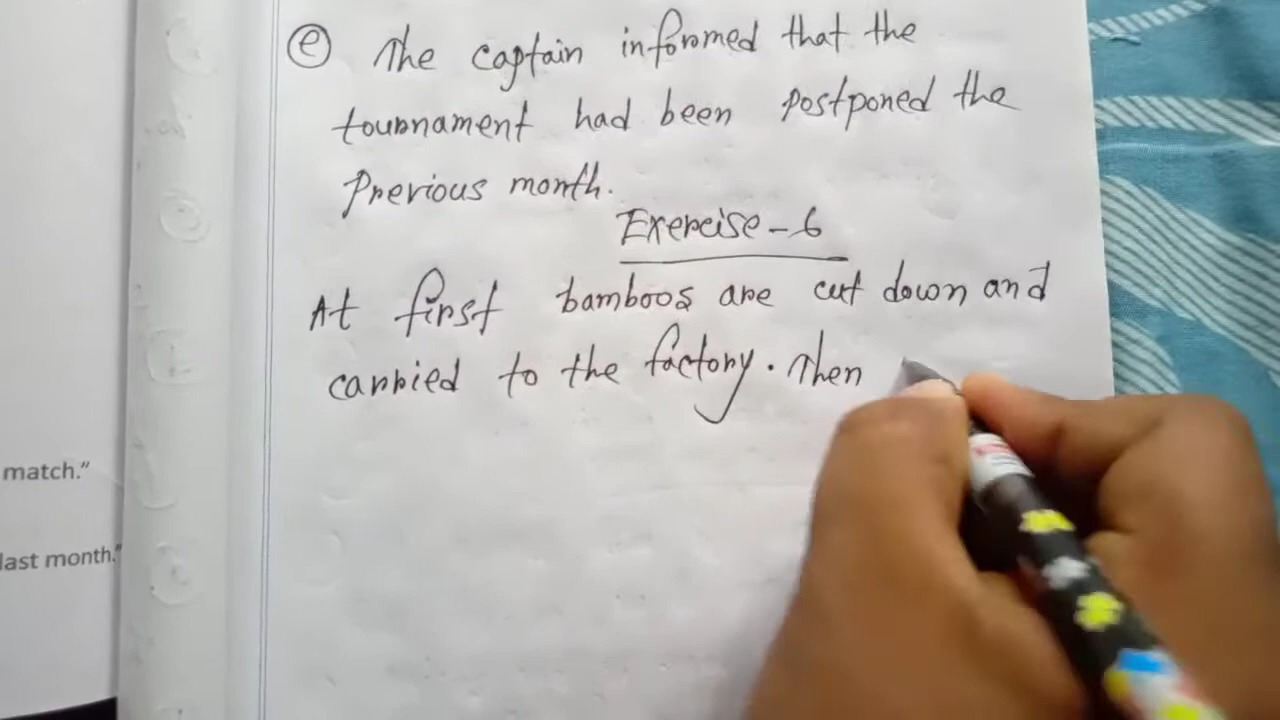 match."
last month."
ⓔ The captain informed that the
tournament had been postponed the
Previous month.
Exercise-6
At first bamboos are cut down and
carried to the factory. Then